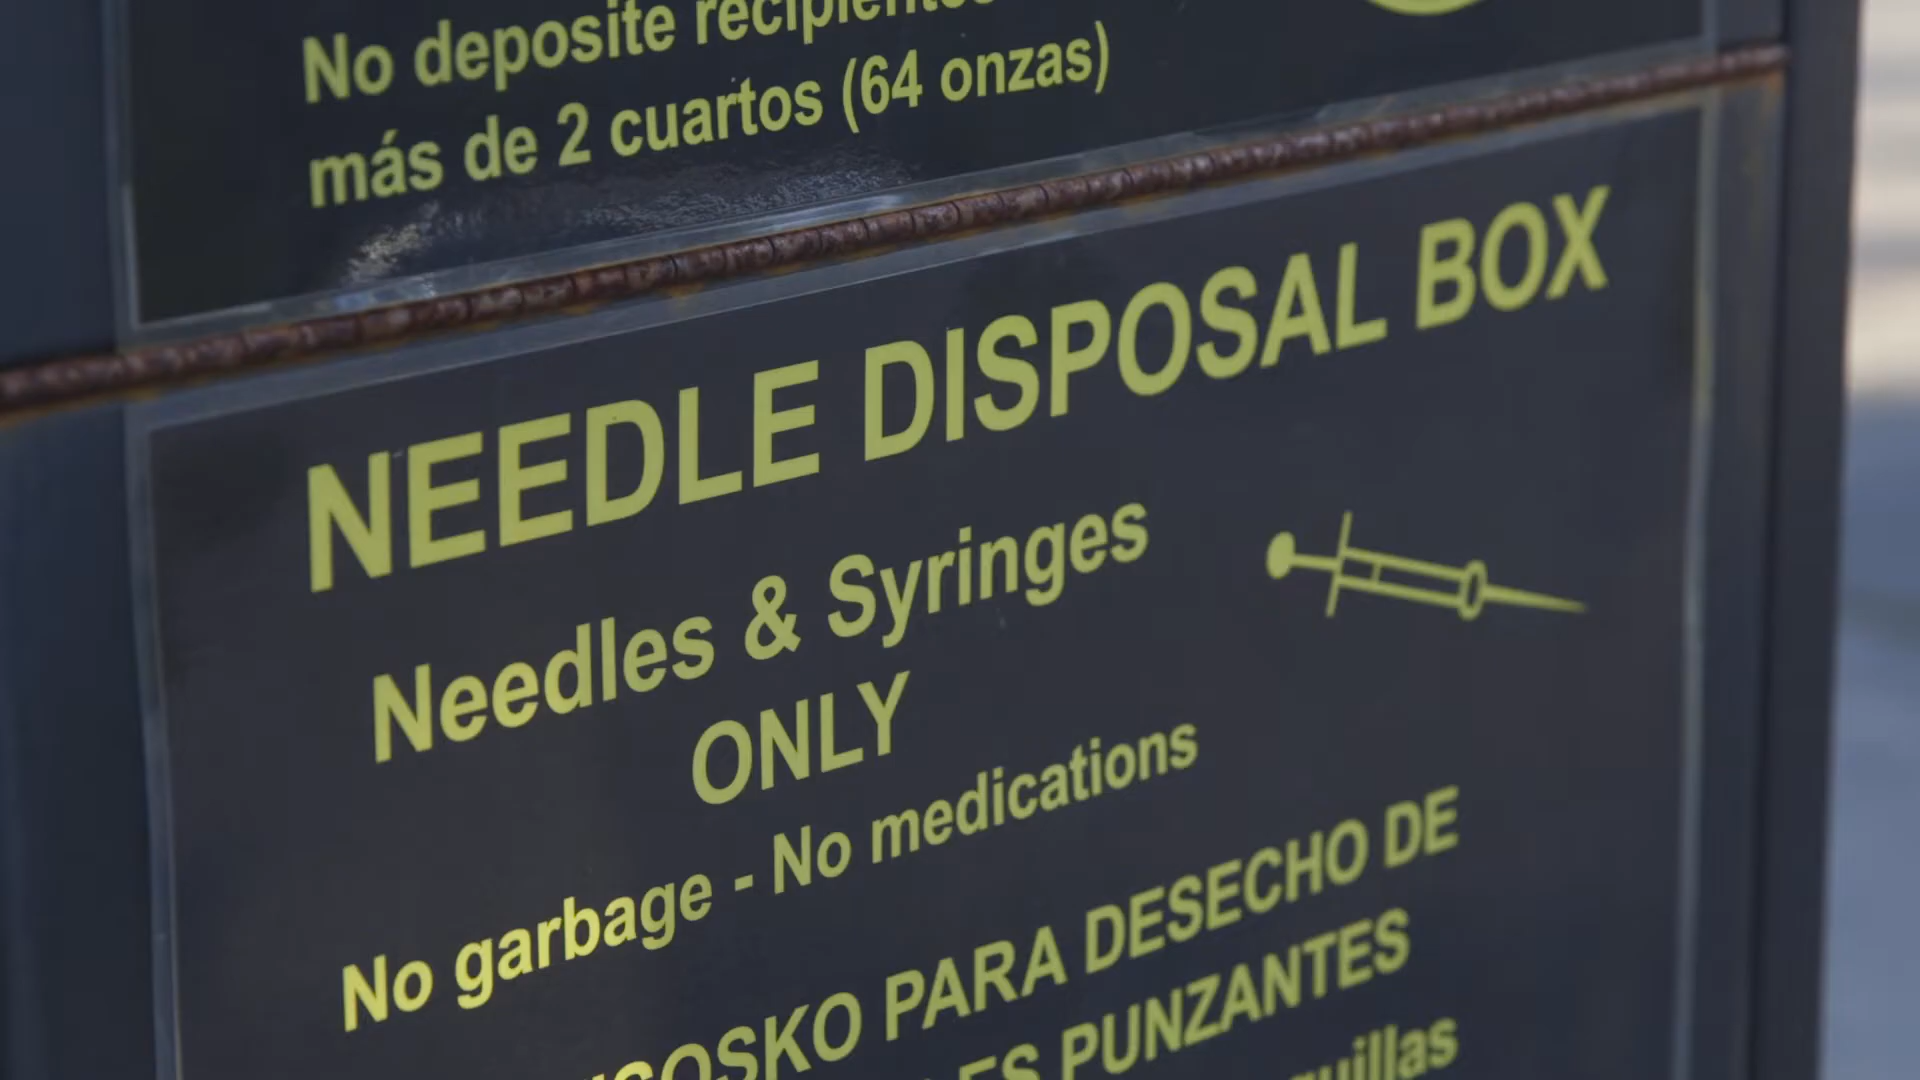 No deposite recipientes
más de 2 cuartos (64 onzas)
NEEDLE DISPOSAL BOX
Needles & Syringes
ONLY
No garbage - No medications
PARA DESECHO DE
PUNZANTES